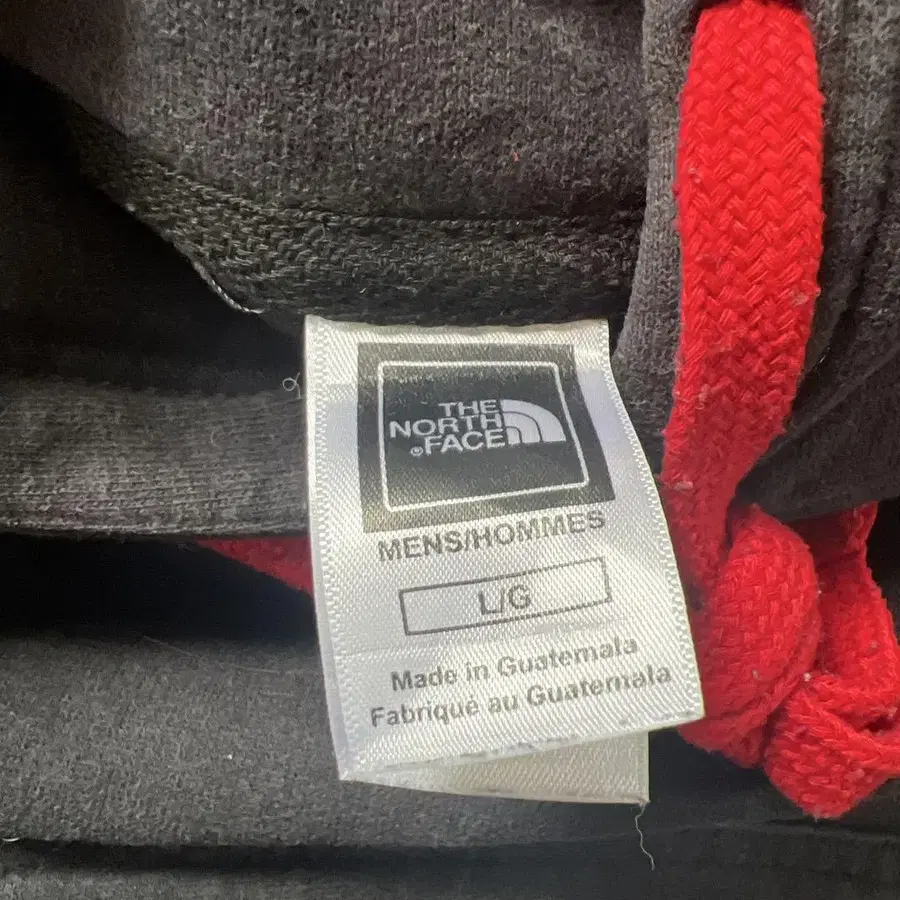 THE
NORTH
FACE
MENS/HOMMES
L/G
Made in Guatemala
Fabriqué au Guatemala